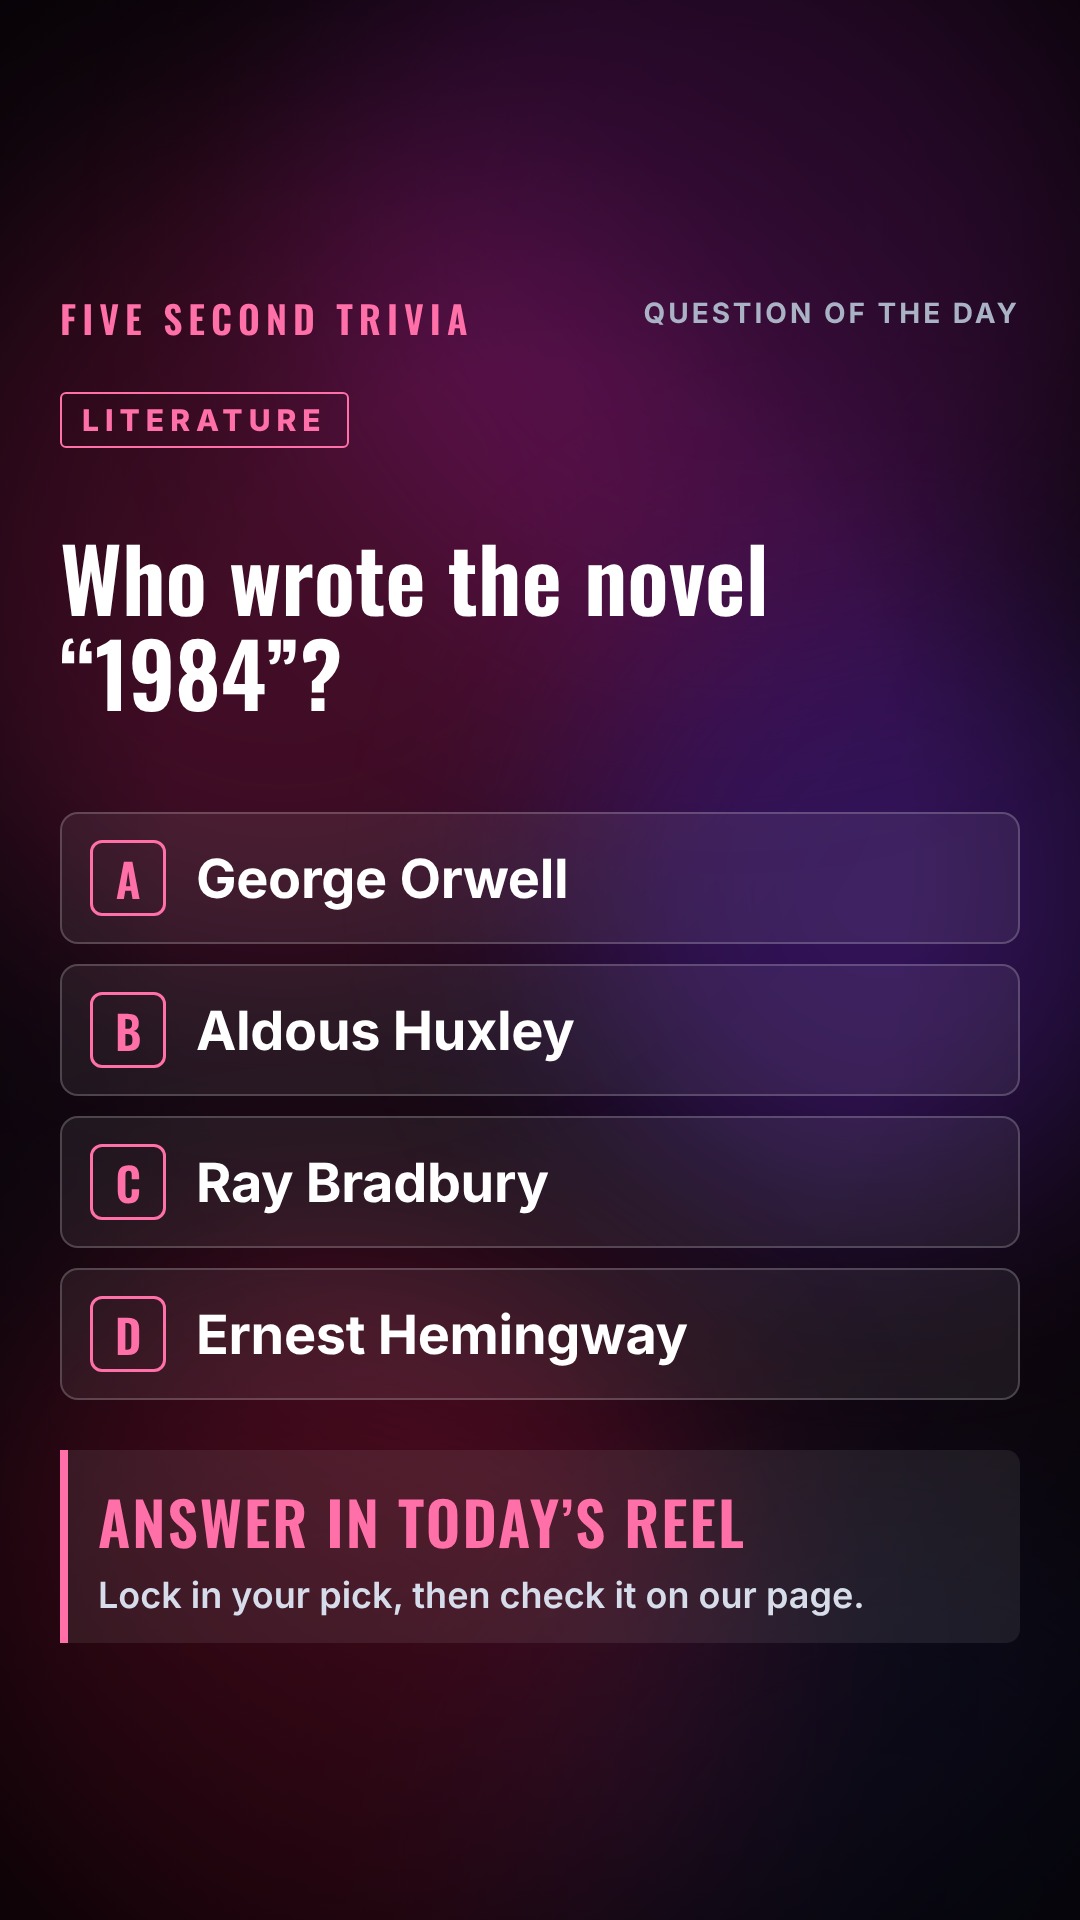 FIVE SECOND TRIVIA
QUESTION OF THE DAY
LITERATURE
Who wrote the novel
“1984”?
A George Orwell
B Aldous Huxley
C Ray Bradbury
D Ernest Hemingway
ANSWER IN TODAY’S REEL
Lock in your pick, then check it on our page.